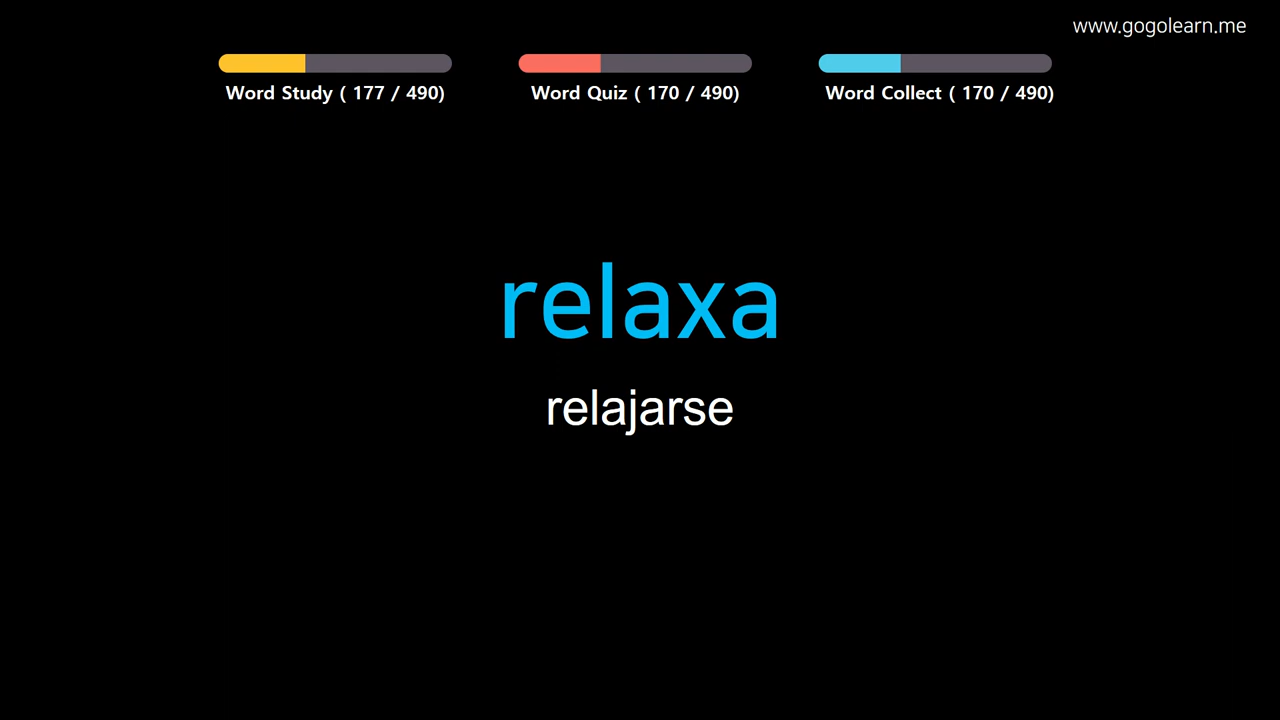 www.gogolearn.me
Word Study ( 177 / 490)
Word Quiz ( 170 / 490)
Word Collect ( 170 / 490)
relaxa
relajarse